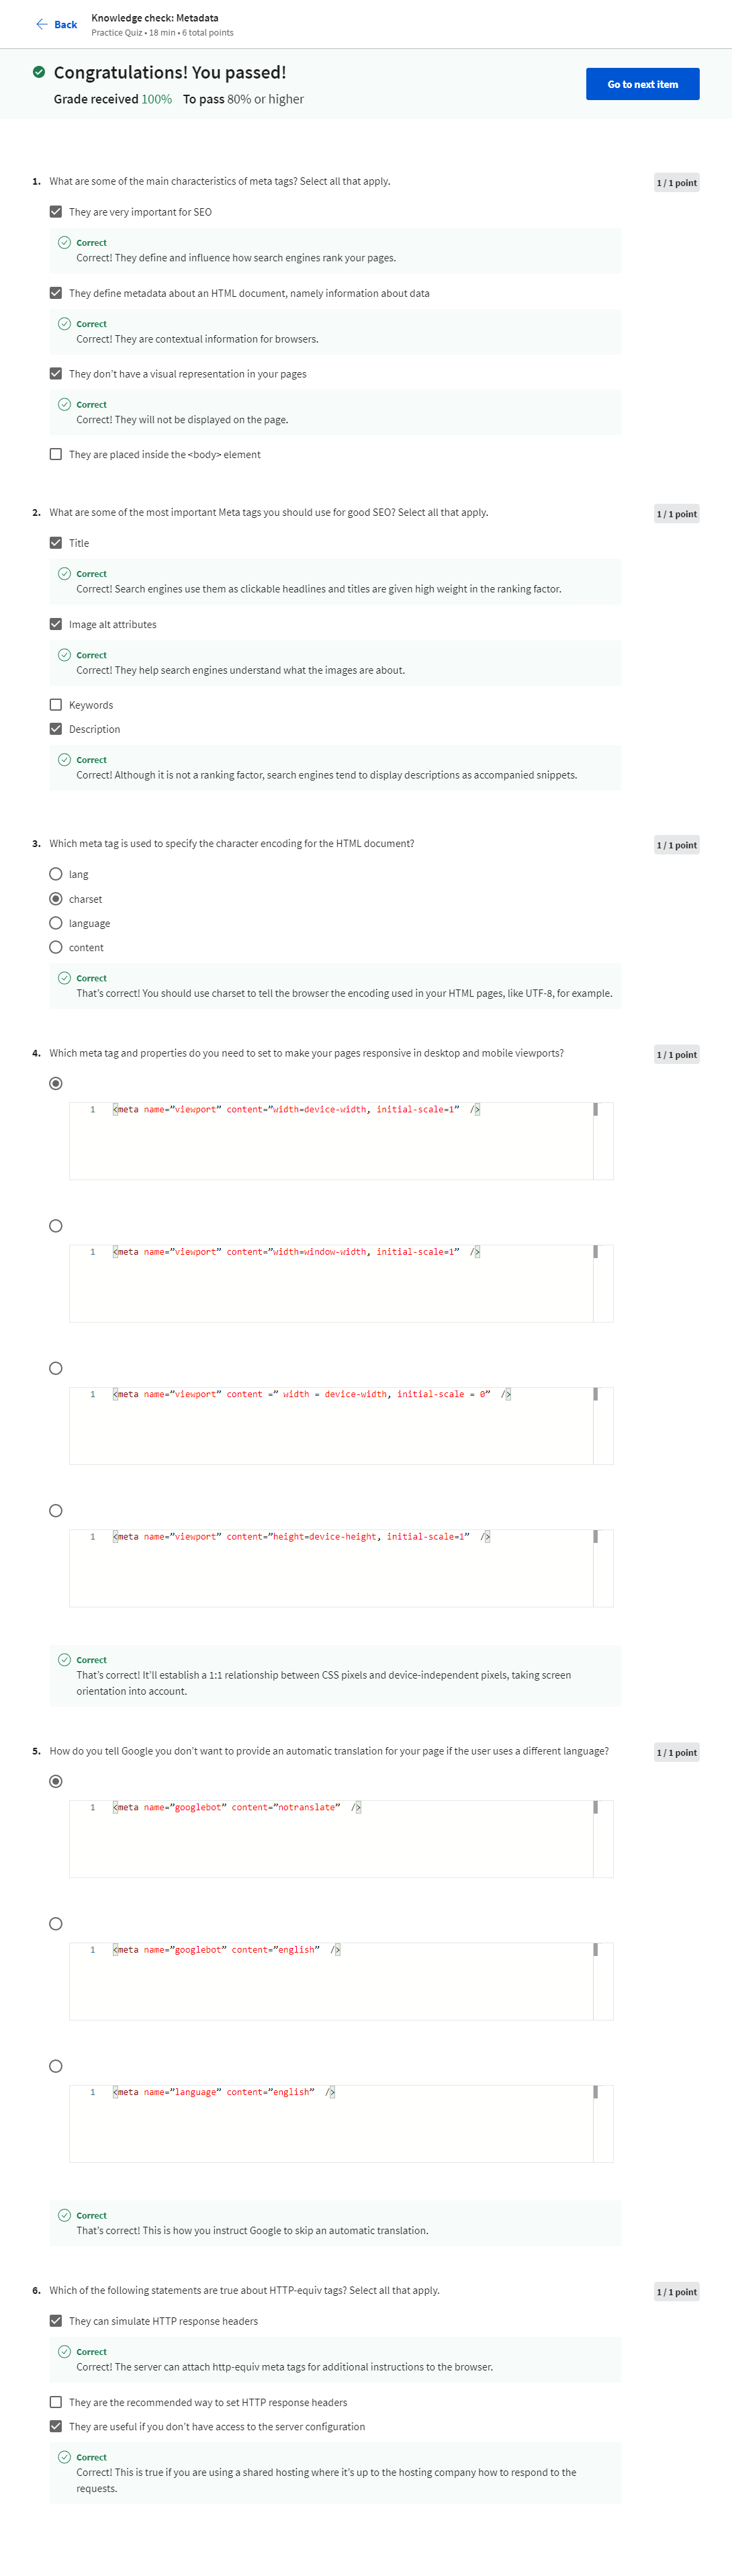 Back
Knowledge check: Metadata
Practice Quiz • 18 min • 6 total points
Congratulations! You passed!
Grade received 100% To pass 80% or higher
Go to next item
1. What are some of the main characteristics of meta tags? Select all that apply.
1 / 1 point
They are very important for SEO
Correct
Correct! They define and influence how search engines rank your pages.
They define metadata about an HTML document, namely information about data
Correct
Correct! They are contextual information for browsers.
They don’t have a visual representation in your pages
Correct
Correct! They will not be displayed on the page.
They are placed inside the <body> element
2. What are some of the most important Meta tags you should use for good SEO? Select all that apply.
1 / 1 point
Title
Correct
Correct! Search engines use them as clickable headlines and titles are given high weight in the ranking factor.
Image alt attributes
Correct
Correct! They help search engines understand what the images are about.
Keywords
Description
Correct
Correct! Although it is not a ranking factor, search engines tend to display descriptions as accompanied snippets.
3. Which meta tag is used to specify the character encoding for the HTML document?
1 / 1 point
lang
charset
language
content
Correct
That’s correct! You should use charset to tell the browser the encoding used in your HTML pages, like UTF-8, for example.
4. Which meta tag and properties do you need to set to make your pages responsive in desktop and mobile viewports?
1 / 1 point
1 <meta name=”viewport” content=”width=device-width, initial-scale=1” />
1 <meta name=”viewport” content=”width=window-width, initial-scale=1” />
1 <meta name=”viewport” content =” width = device-width, initial-scale = 0” />
1 <meta name=”viewport” content=”height=device-height, initial-scale=1” />
Correct
That’s correct! It’ll establish a 1:1 relationship between CSS pixels and device-independent pixels, taking screen
orientation into account.
5. How do you tell Google you don’t want to provide an automatic translation for your page if the user uses a different language?
1 / 1 point
1 <meta name=”googlebot” content=”notranslate” />
1 <meta name=”googlebot” content=”english” />
1 <meta name=”language” content=”english” />
Correct
That’s correct! This is how you instruct Google to skip an automatic translation.
6. Which of the following statements are true about HTTP-equiv tags? Select all that apply.
1 / 1 point
They can simulate HTTP response headers
Correct
Correct! The server can attach http-equiv meta tags for additional instructions to the browser.
They are the recommended way to set HTTP response headers
They are useful if you don’t have access to the server configuration
Correct
Correct! This is true if you are using a shared hosting where it’s up to the hosting company how to respond to the
requests.